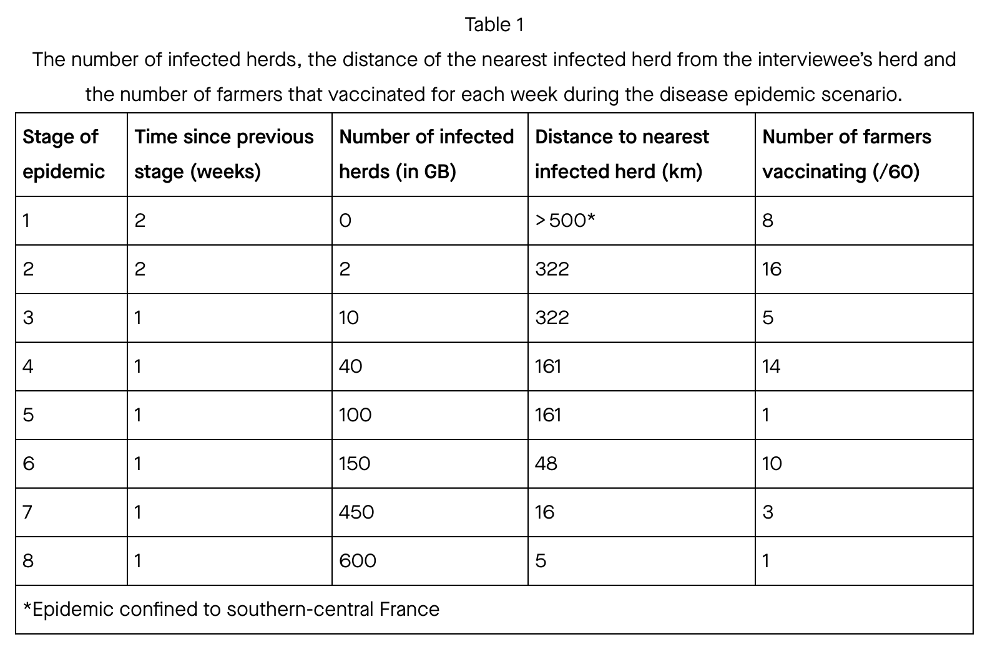 Table 1
The number of infected herds, the distance of the nearest infected herd from the interviewee’s herd and
the number of farmers that vaccinated for each week during the disease epidemic scenario.
Stage of epidemic | Time since previous stage (weeks) | Number of infected herds (in GB) | Distance to nearest infected herd (km) | Number of farmers vaccinating (/60)
1 | 2 | 0 | > 500* | 8
2 | 2 | 2 | 322 | 16
3 | 1 | 10 | 322 | 5
4 | 1 | 40 | 161 | 14
5 | 1 | 100 | 161 | 1
6 | 1 | 150 | 48 | 10
7 | 1 | 450 | 16 | 3
8 | 1 | 600 | 5 | 1
*Epidemic confined to southern-central France